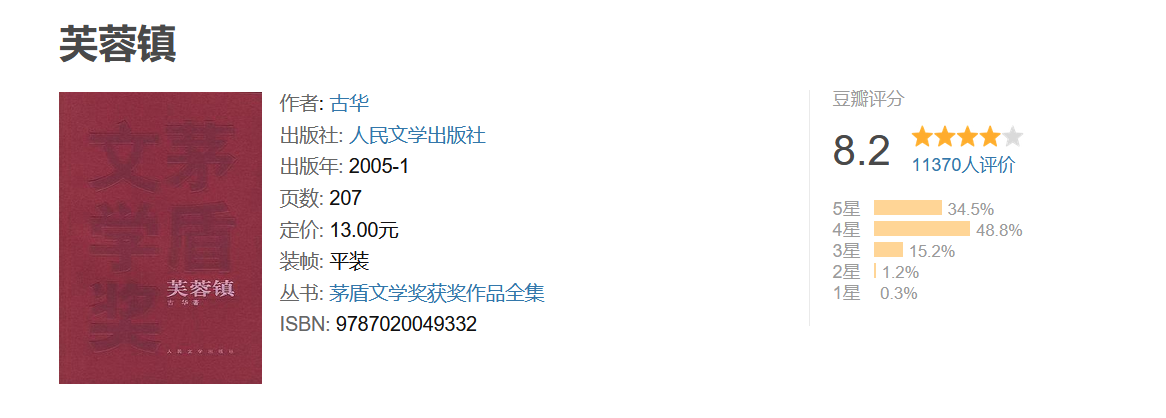 芙蓉镇
茅盾
文学奖
芙蓉镇
古华著
人民文学出版社
作者: 古华
出版社: 人民文学出版社
出版年: 2005-1
页数: 207
定价: 13.00元
装帧: 平装
丛书: 茅盾文学奖获奖作品全集
ISBN: 9787020049332
豆瓣评分
8.2
11370人评价
5星 34.5%
4星 48.8%
3星 15.2%
2星 1.2%
1星 0.3%